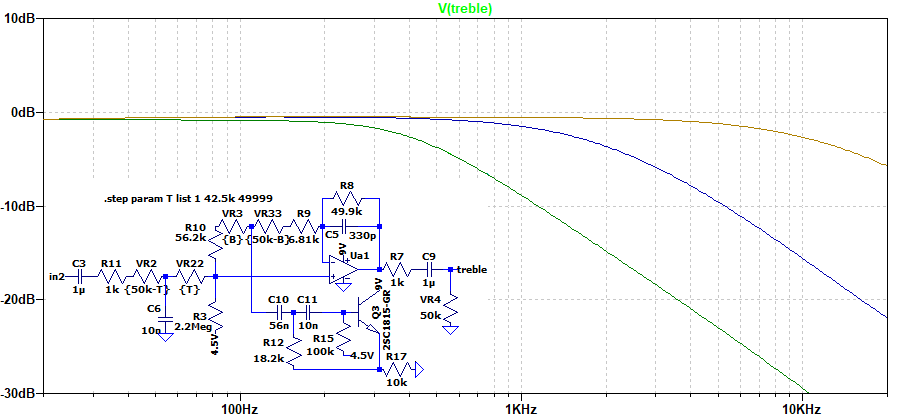 V(treble)
10dB
0dB
-10dB
-20dB
-30dB
100Hz
1KHz
10KHz
.step param T list 1 42.5k 49999
R8
49.9k
C5
330p
R10
56.2k
VR3
{B}
VR33
{50k-B}
R9
6.81k
9V
Ua1
in2
C3
1µ
R11
1k
VR2
{50k-T}
VR22
{T}
C6
10n
R3
2.2Meg
4.5V
R7
1k
C9
1µ
treble
VR4
50k
C10
56n
C11
10n
9V
Q3
2SC1815-GR
R12
18.2k
R15
100k
4.5V
R17
10k